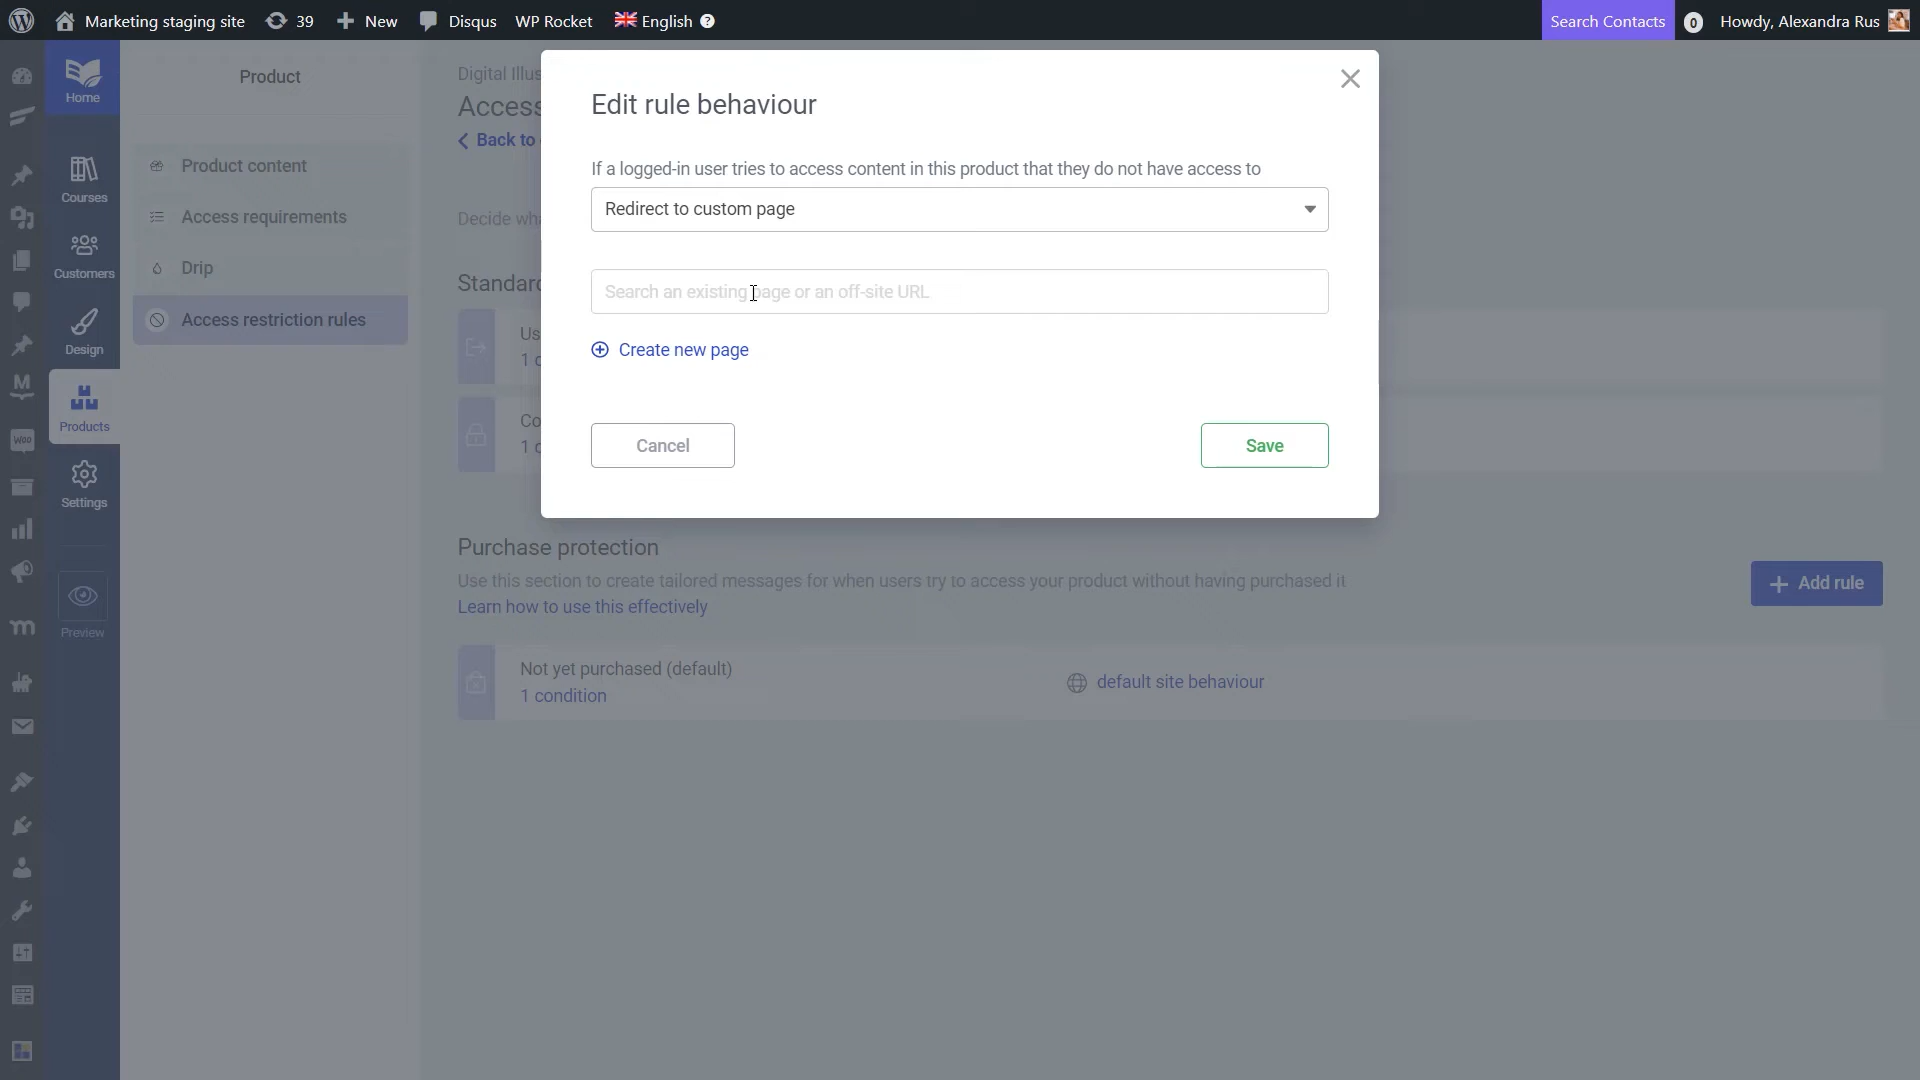 Marketing staging site
39
New
Disqus
WP Rocket
English
?
Search Contacts
0
Howdy, Alexandra Rus
Home
Courses
Customers
Design
Products
Settings
Preview
M
Woo
Product
Product content
Access requirements
Drip
Access restriction rules
Digital Illus
Access
Back to
Decide wha
Standard
Us
1 c
Co
1 c
Edit rule behaviour
If a logged-in user tries to access content in this product that they do not have access to
Redirect to custom page
Search an existing page or an off-site URL
Create new page
Cancel
Save
Purchase protection
Use this section to create tailored messages for when users try to access your product without having purchased it
Learn how to use this effectively
Add rule
Not yet purchased (default)
1 condition
default site behaviour